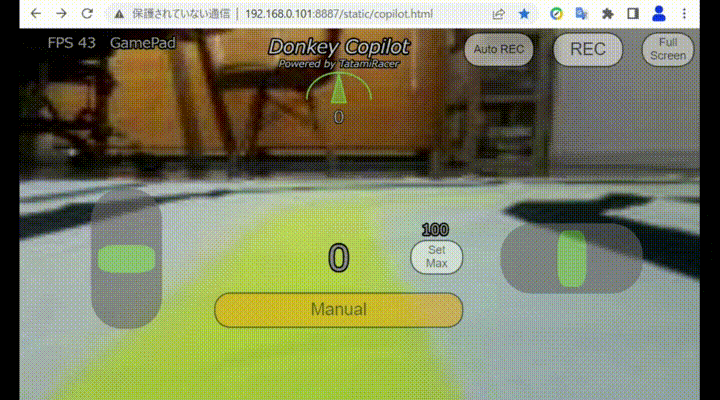 保護されていない通信 | 192.168.0.101:8887/static/copilot.html
FPS 43 GamePad
Donkey Copilot
Powered by TatamiRacer
Auto REC
REC
Full
Screen
0
100
0
Set
Max
Manual